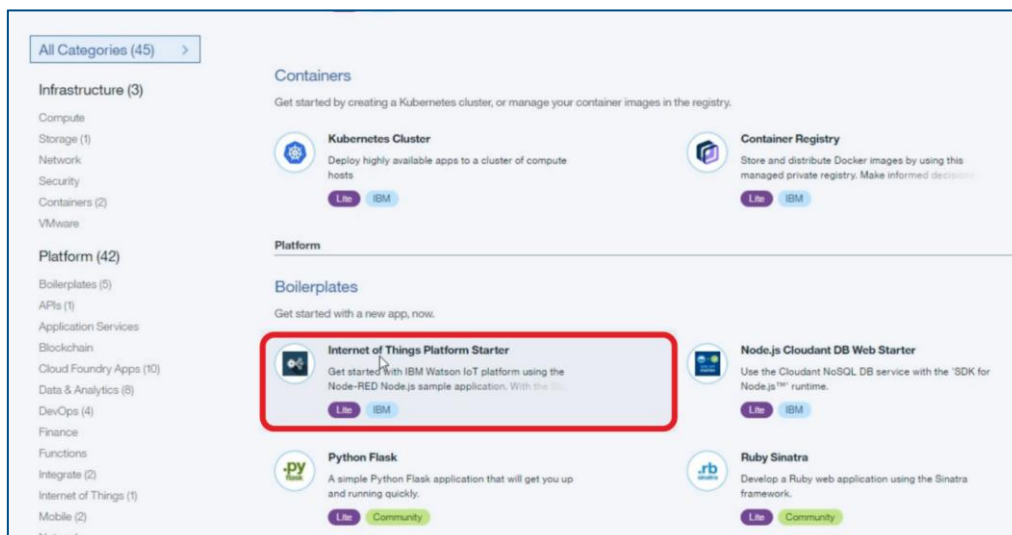 All Categories (45) >
Infrastructure (3)
Compute
Storage (1)
Network
Security
Containers (2)
VMware
Platform (42)
Boilerplates (5)
APIs (1)
Application Services
Blockchain
Cloud Foundry Apps (10)
Data & Analytics (8)
DevOps (4)
Finance
Functions
Integrate (2)
Internet of Things (1)
Mobile (2)
Containers
Get started by creating a Kubernetes cluster, or manage your container images in the registry.
Kubernetes Cluster
Deploy highly available apps to a cluster of compute
hosts
Lite IBM
Container Registry
Store and distribute Docker images by using this
managed private registry. Make informed decisions
Lite IBM
Platform
Boilerplates
Get started with a new app, now.
Internet of Things Platform Starter
Get started with IBM Watson IoT platform using the
Node-RED Node.js sample application. With the
Lite IBM
Node.js Cloudant DB Web Starter
Use the Cloudant NoSQL DB service with the 'SDK for
Node.js™' runtime.
Lite IBM
.py
flask
Python Flask
A simple Python Flask application that will get you up
and running quickly.
Lite Community
.rb
sinatra
Ruby Sinatra
Develop a Ruby web application using the Sinatra
framework.
Lite Community